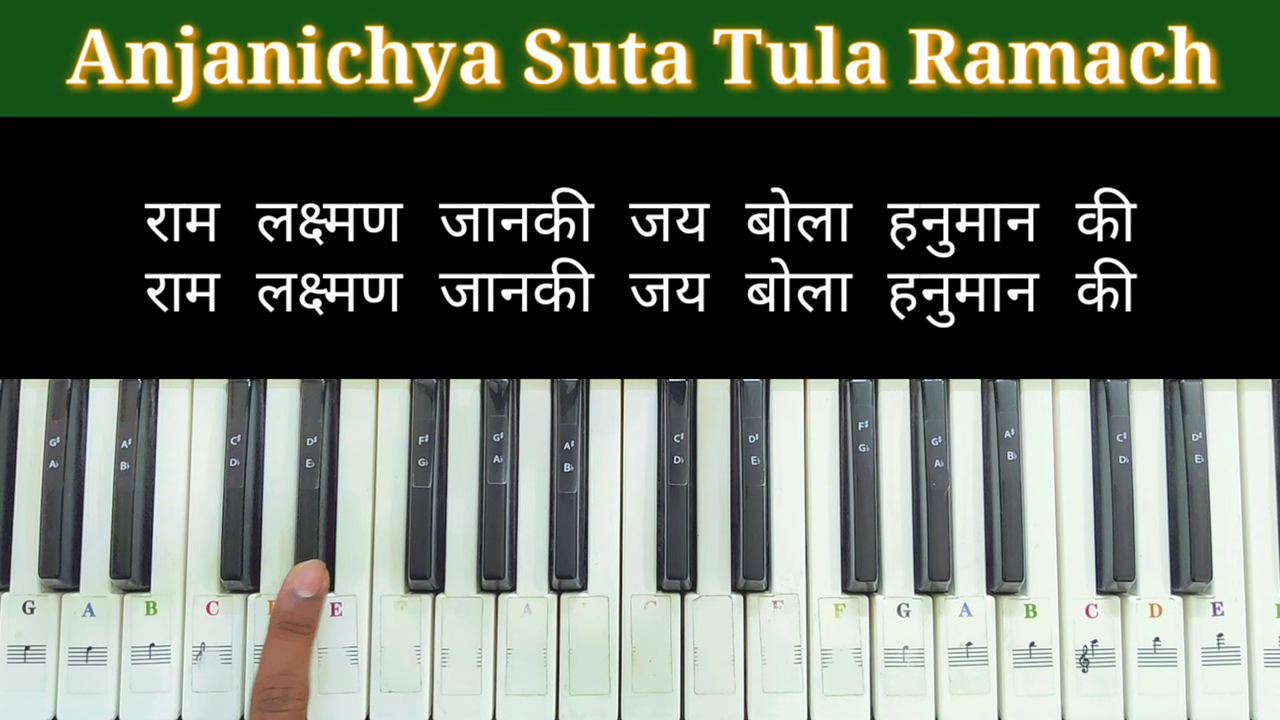 Anjanichya Suta Tula Ramach
राम लक्ष्मण जानकी जय बोला हनुमान की
राम लक्ष्मण जानकी जय बोला हनुमान की
G♯ A♯ C♯ D♯ F♯ G♯ A♯ C♯ D♯ F♯ G♯ A♯ C♯ D♯
A♭ B♭ D♭ E♭ G♭ A♭ B♭ D♭ E♭ G♭ A♭ B♭ D♭ E♭
G A B C E F A C E F G A B C D E